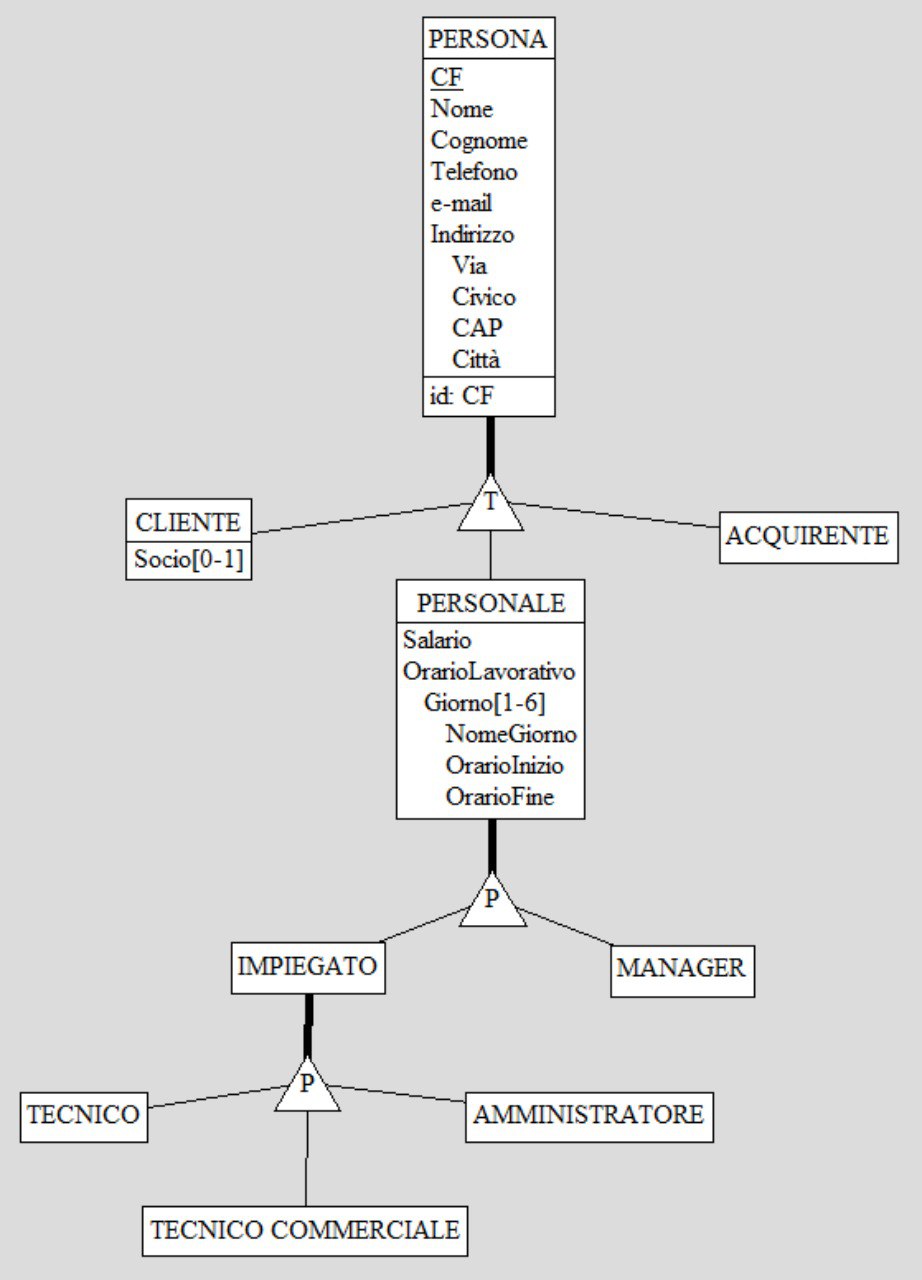 PERSONA
CF
Nome
Cognome
Telefono
e-mail
Indirizzo
Via
Civico
CAP
Città
id: CF
T
CLIENTE
Socio[0-1]
ACQUIRENTE
PERSONALE
Salario
OrarioLavorativo
Giorno[1-6]
NomeGiorno
OrarioInizio
OrarioFine
P
IMPIEGATO
MANAGER
P
TECNICO
AMMINISTRATORE
TECNICO COMMERCIALE